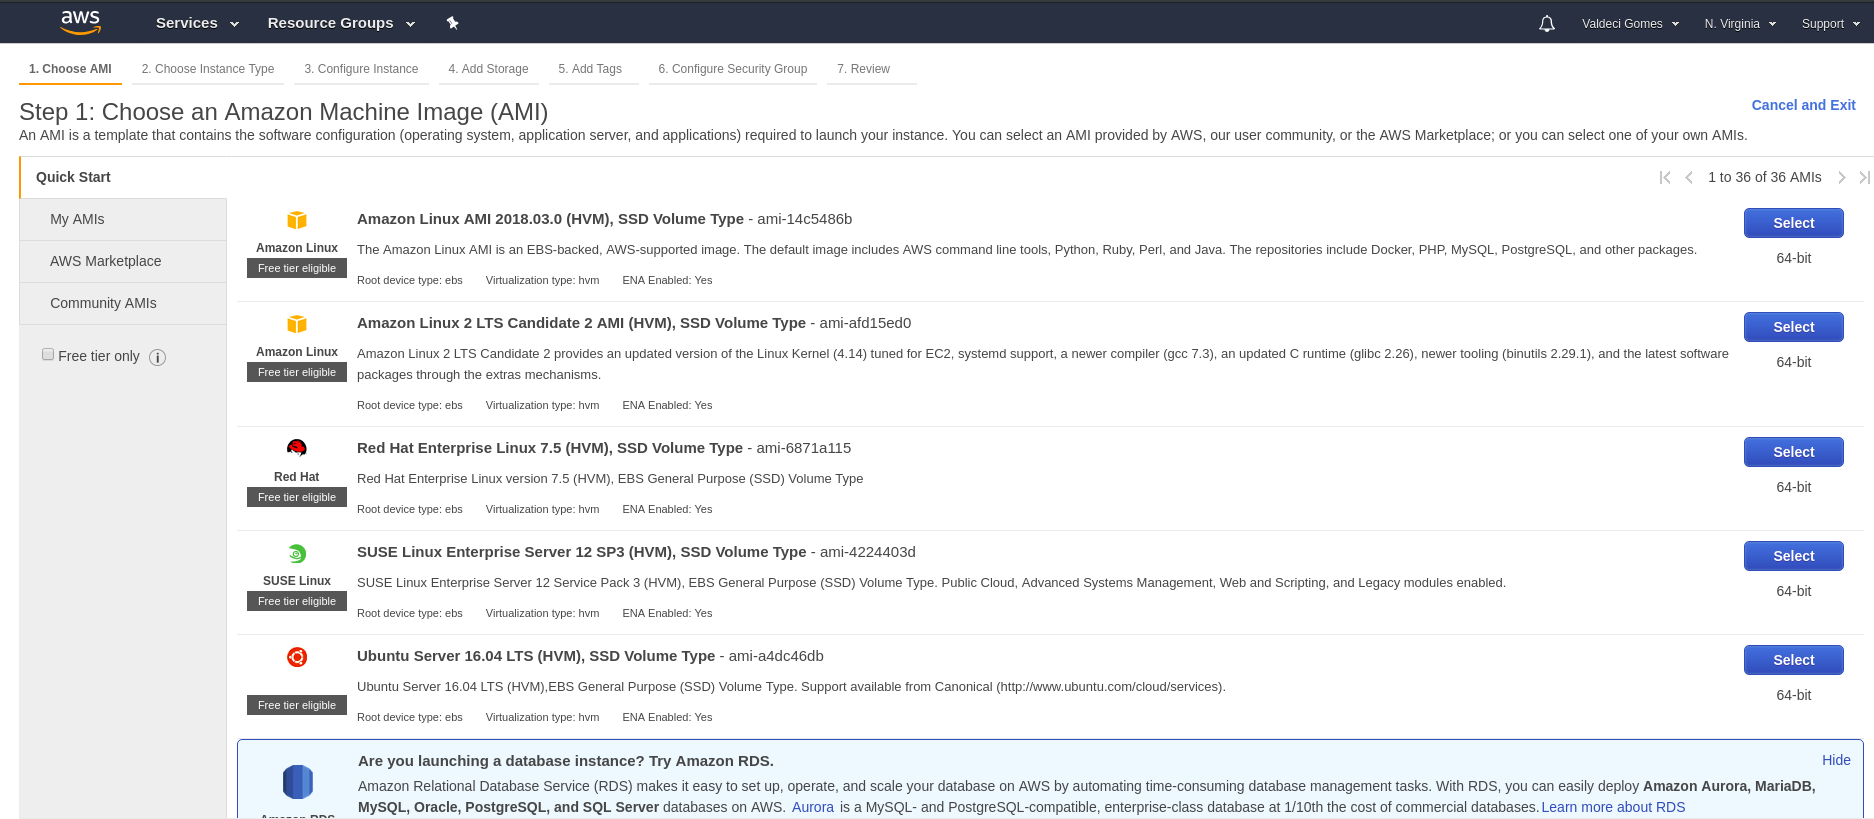 aws Services Resource Groups Valdeci Gomes N. Virginia Support
1. Choose AMI 2. Choose Instance Type 3. Configure Instance 4. Add Storage 5. Add Tags 6. Configure Security Group 7. Review
Step 1: Choose an Amazon Machine Image (AMI)
Cancel and Exit
An AMI is a template that contains the software configuration (operating system, application server, and applications) required to launch your instance. You can select an AMI provided by AWS, our user community, or the AWS Marketplace; or you can select one of your own AMIs.
Quick Start
1 to 36 of 36 AMIs
My AMIs
AWS Marketplace
Community AMIs
Free tier only
Amazon Linux
Free tier eligible
Amazon Linux AMI 2018.03.0 (HVM), SSD Volume Type - ami-14c5486b
The Amazon Linux AMI is an EBS-backed, AWS-supported image. The default image includes AWS command line tools, Python, Ruby, Perl, and Java. The repositories include Docker, PHP, MySQL, PostgreSQL, and other packages.
Root device type: ebs Virtualization type: hvm ENA Enabled: Yes
Select
64-bit
Amazon Linux
Free tier eligible
Amazon Linux 2 LTS Candidate 2 AMI (HVM), SSD Volume Type - ami-afd15ed0
Amazon Linux 2 LTS Candidate 2 provides an updated version of the Linux Kernel (4.14) tuned for EC2, systemd support, a newer compiler (gcc 7.3), an updated C runtime (glibc 2.26), newer tooling (binutils 2.29.1), and the latest software
packages through the extras mechanisms.
Root device type: ebs Virtualization type: hvm ENA Enabled: Yes
Select
64-bit
Red Hat
Free tier eligible
Red Hat Enterprise Linux 7.5 (HVM), SSD Volume Type - ami-6871a115
Red Hat Enterprise Linux version 7.5 (HVM), EBS General Purpose (SSD) Volume Type
Root device type: ebs Virtualization type: hvm ENA Enabled: Yes
Select
64-bit
SUSE Linux
Free tier eligible
SUSE Linux Enterprise Server 12 SP3 (HVM), SSD Volume Type - ami-4224403d
SUSE Linux Enterprise Server 12 Service Pack 3 (HVM), EBS General Purpose (SSD) Volume Type. Public Cloud, Advanced Systems Management, Web and Scripting, and Legacy modules enabled.
Root device type: ebs Virtualization type: hvm ENA Enabled: Yes
Select
64-bit
Free tier eligible
Ubuntu Server 16.04 LTS (HVM), SSD Volume Type - ami-a4dc46db
Ubuntu Server 16.04 LTS (HVM),EBS General Purpose (SSD) Volume Type. Support available from Canonical (http://www.ubuntu.com/cloud/services).
Root device type: ebs Virtualization type: hvm ENA Enabled: Yes
Select
64-bit
Are you launching a database instance? Try Amazon RDS.
Hide
Amazon Relational Database Service (RDS) makes it easy to set up, operate, and scale your database on AWS by automating time-consuming database management tasks. With RDS, you can easily deploy Amazon Aurora, MariaDB,
MySQL, Oracle, PostgreSQL, and SQL Server databases on AWS. Aurora is a MySQL- and PostgreSQL-compatible, enterprise-class database at 1/10th the cost of commercial databases. Learn more about RDS
Amazon RDS